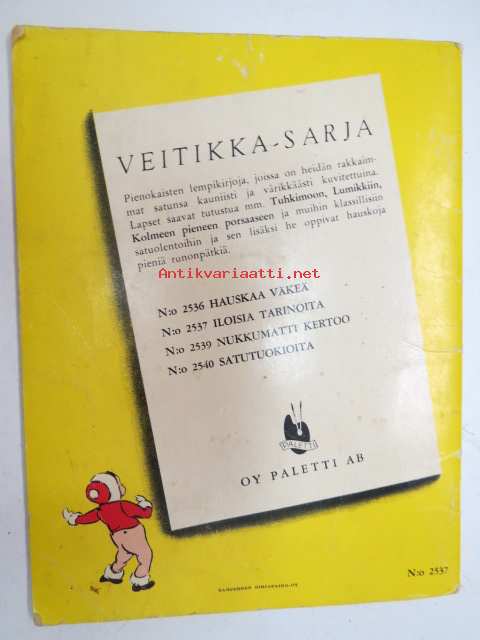 VEITIKKA-SARJA
Pienokaisten lempikirjoja, joissa on heidän rakkaim-
mat satunsa kauniisti ja värikkäästi kuvitettuina.
Lapset saavat tutustua mm. Tuhkimoon, Lumikkiin,
Kolmeen pieneen porsaaseen ja muihin klassillisiin
satuolentoihin ja sen lisäksi he oppivat hauskoja
pieniä runonpätkiä.
Antikvariaatti.net
N:o 2536 HAUSKAA VÄKEÄ
N:o 2537 ILOISIA TARINOITA
N:o 2539 NUKKUMATTI KERTOO
N:o 2540 SATUTUOKIOITA
PALETTI
OY PALETTI AB
N:o 2537